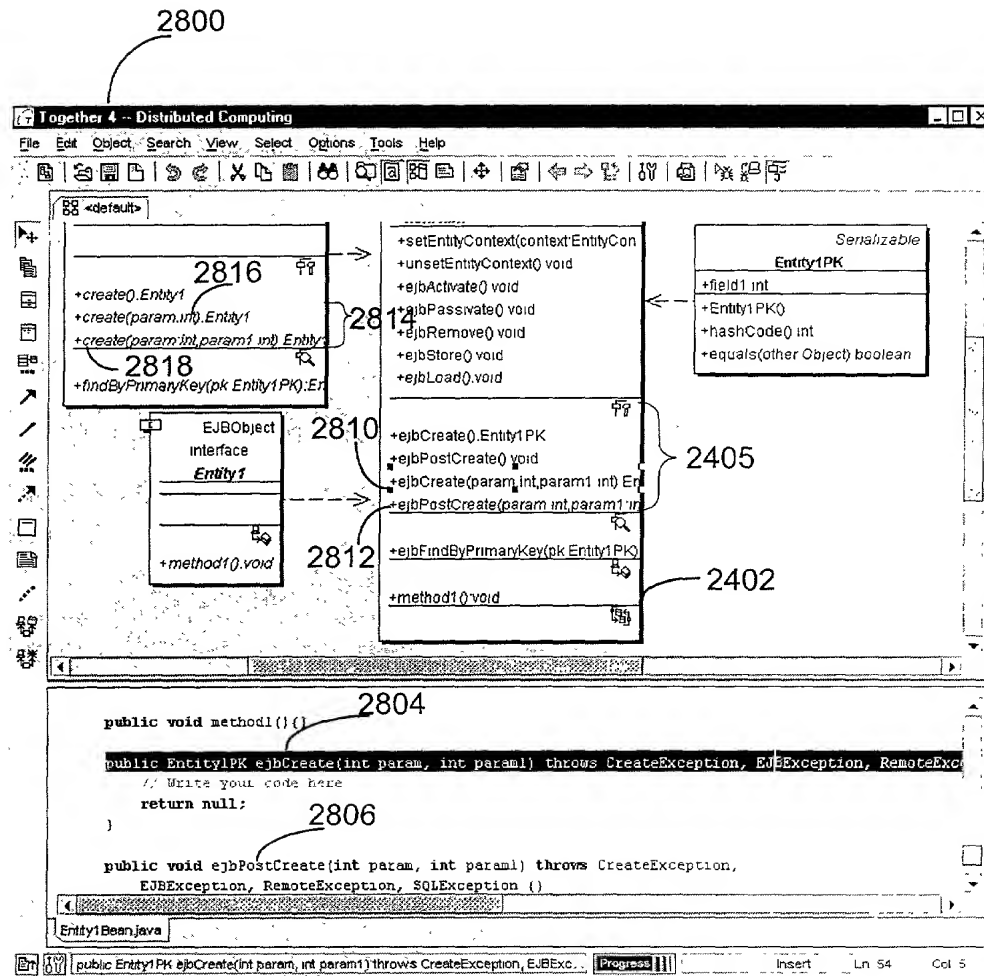 2800
Together 4 -- Distributed Computing
File Edit Object Search View Select Options Tools Help
<default>
2816
+create().Entity1
+create(param.int).Entity1
+create(param:int,param1 int) Entity1
2814
2818
+findByPrimaryKey(pk Entity1PK):En
+setEntityContext(context:EntityCon
+unsetEntityContext() void
+ejbActivate() void
+ejbPassivate() void
+ejbRemove() void
+ejbStore() void
+ejbLoad().void
Serializable
Entity1PK
+field1 int
+Entity1PK()
+hashCode() int
+equals(other Object) boolean
EJBObject
interface
Entity1
+method1().void
2810
+ejbCreate().Entity1PK
+ejbPostCreate() void
+ejbCreate(param.int,param1 int) En
+ejbPostCreate(param int,param1:in
2405
2812
+ejbFindByPrimaryKey(pk Entity1PK)
2402
+method1() void
2804
public void method1(){}
public Entity1PK ejbCreate(int param, int param1) throws CreateException, EJBException, RemoteExc
// Write your code here
return null;
}
2806
public void ejbPostCreate(int param, int param1) throws CreateException,
EJBException, RemoteException, SQLException {}
Entity1Bean.java
public Entity1PK ejbCreate(int param, int param1) throws CreateException, EJBExc...
Progress
Insert Ln 54 Col 5